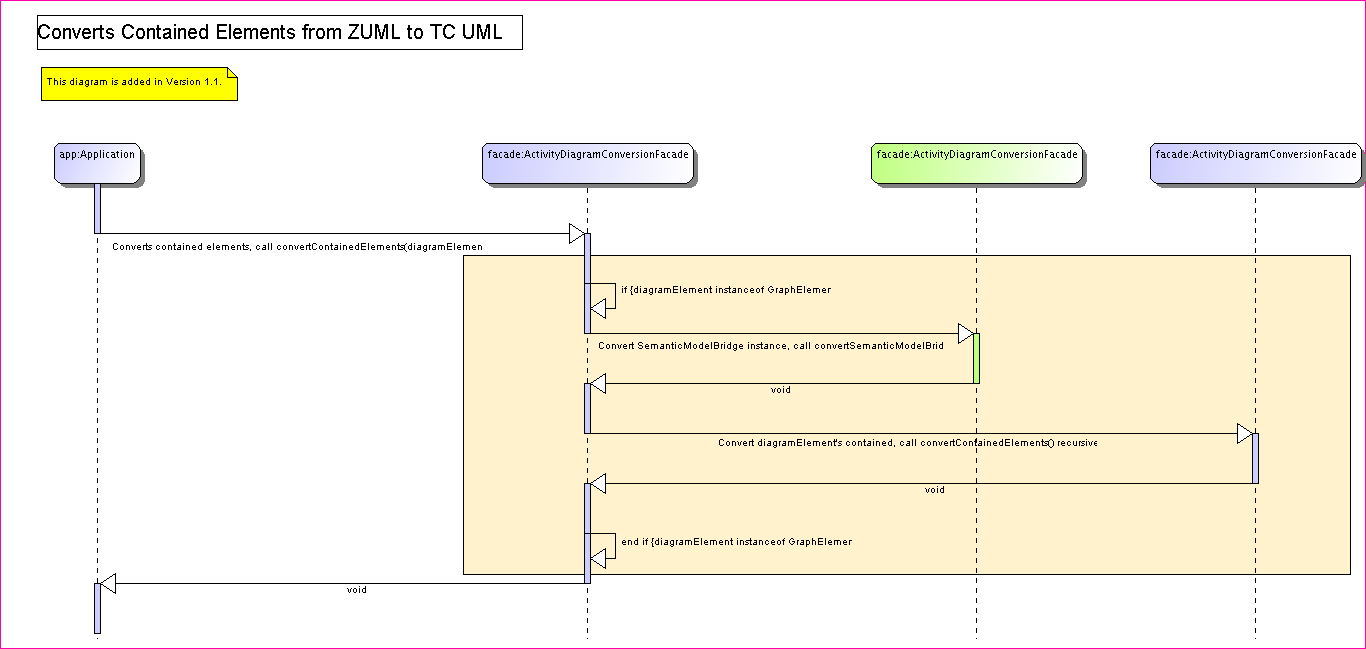 Converts Contained Elements from ZUML to TC UML
This diagram is added in Version 1.1.
app:Application
facade:ActivityDiagramConversionFacade
facade:ActivityDiagramConversionFacade
facade:ActivityDiagramConversionFacade
Converts contained elements, call convertContainedElements(diagramElemen
if {diagramElement instanceof GraphElemer
Convert SemanticModelBridge instance, call convertSemanticModelBrid
void
Convert diagramElement's contained, call convertContainedElements() recursive
void
end if {diagramElement instanceof GraphElemer
void